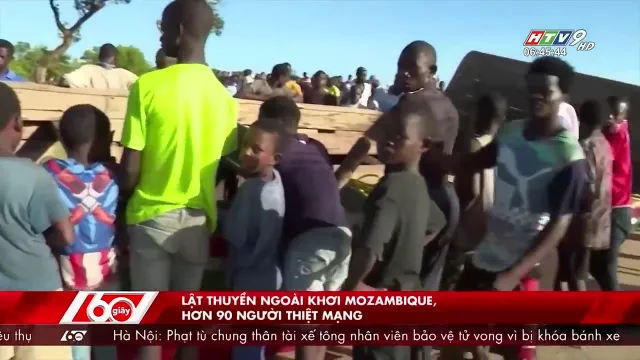 HTV9 HD
06:45:44
60 giây
LẬT THUYỀN NGOÀI KHƠI MOZAMBIQUE,
HƠN 90 NGƯỜI THIỆT MẠNG
iêu thụ
Hà Nội: Phạt tù chung thân tài xế tông nhân viên bảo vệ tử vong vì bị khóa bánh xe